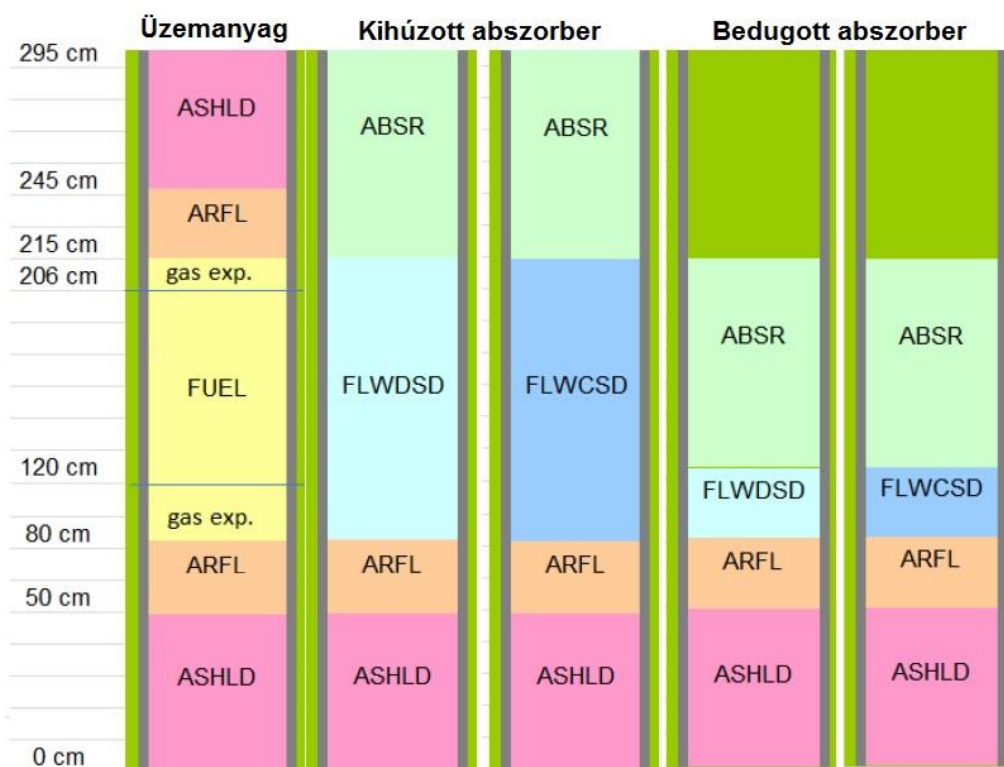 Üzemanyag
Kihúzott abszorber
Bedugott abszorber
295 cm
245 cm
215 cm
206 cm
120 cm
80 cm
50 cm
0 cm
ASHLD
ARFL
gas exp.
FUEL
gas exp.
ARFL
ASHLD
ABSR
FLWDSD
ARFL
ASHLD
ABSR
FLWCSD
ARFL
ASHLD
ABSR
FLWDSD
ARFL
ASHLD
ABSR
FLWCSD
ARFL
ASHLD